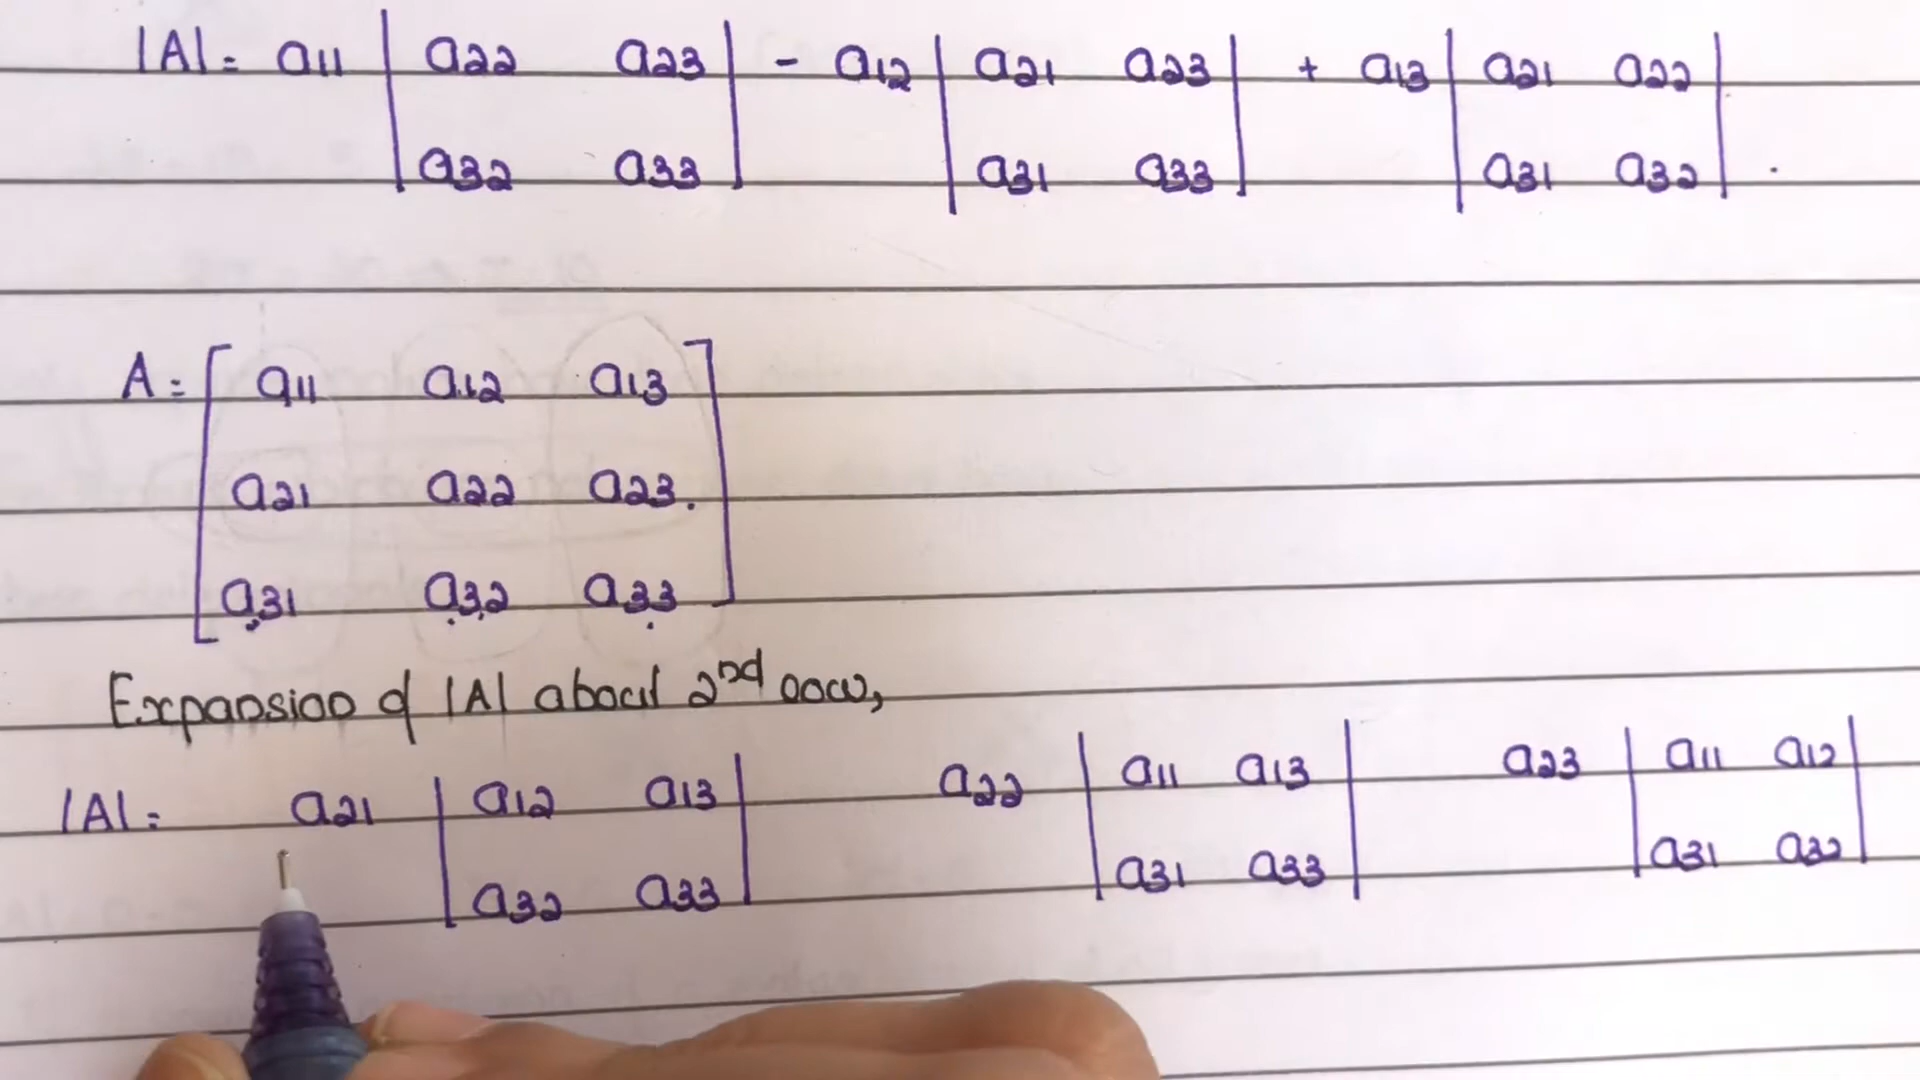 |A| = a11 | a22 a23 | - a12 | a21 a23 | + a13 | a21 a22 |
| a32 a33 | | a31 a33 | | a31 a32 | .
A = [ a11 a12 a13 ]
a21 a22 a23 .
a31 a32 a33
Expansion of |A| about 2nd row,
|A| = a21 | a12 a13 | a22 | a11 a13 | a23 | a11 a12 |
| a32 a33 | | a31 a33 | | a31 a32 |